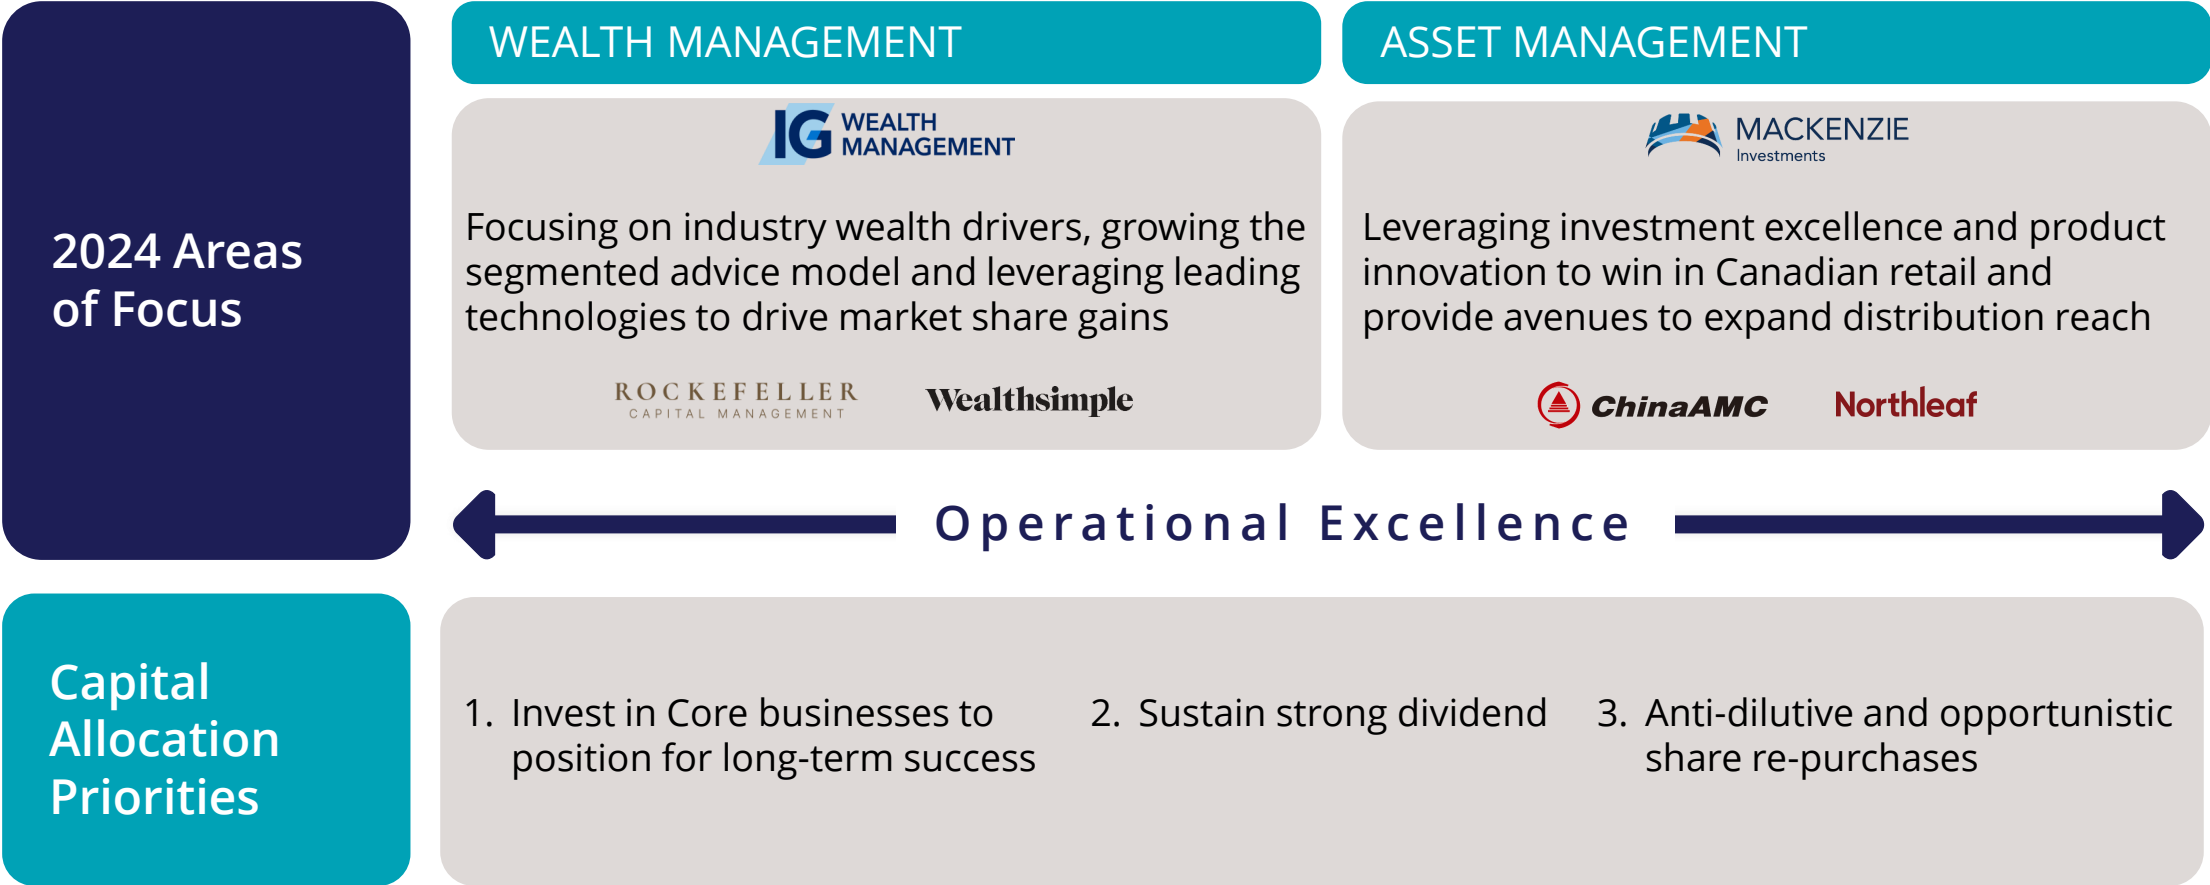 2024 Areas
of Focus
WEALTH MANAGEMENT
IG WEALTH
MANAGEMENT
Focusing on industry wealth drivers, growing the
segmented advice model and leveraging leading
technologies to drive market share gains
ROCKEFELLER
CAPITAL MANAGEMENT
Wealthsimple
ASSET MANAGEMENT
MACKENZIE
Investments
Leveraging investment excellence and product
innovation to win in Canadian retail and
provide avenues to expand distribution reach
ChinaAMC
Northleaf
Operational Excellence
Capital
Allocation
Priorities
1. Invest in Core businesses to
position for long-term success
2. Sustain strong dividend
3. Anti-dilutive and opportunistic
share re-purchases